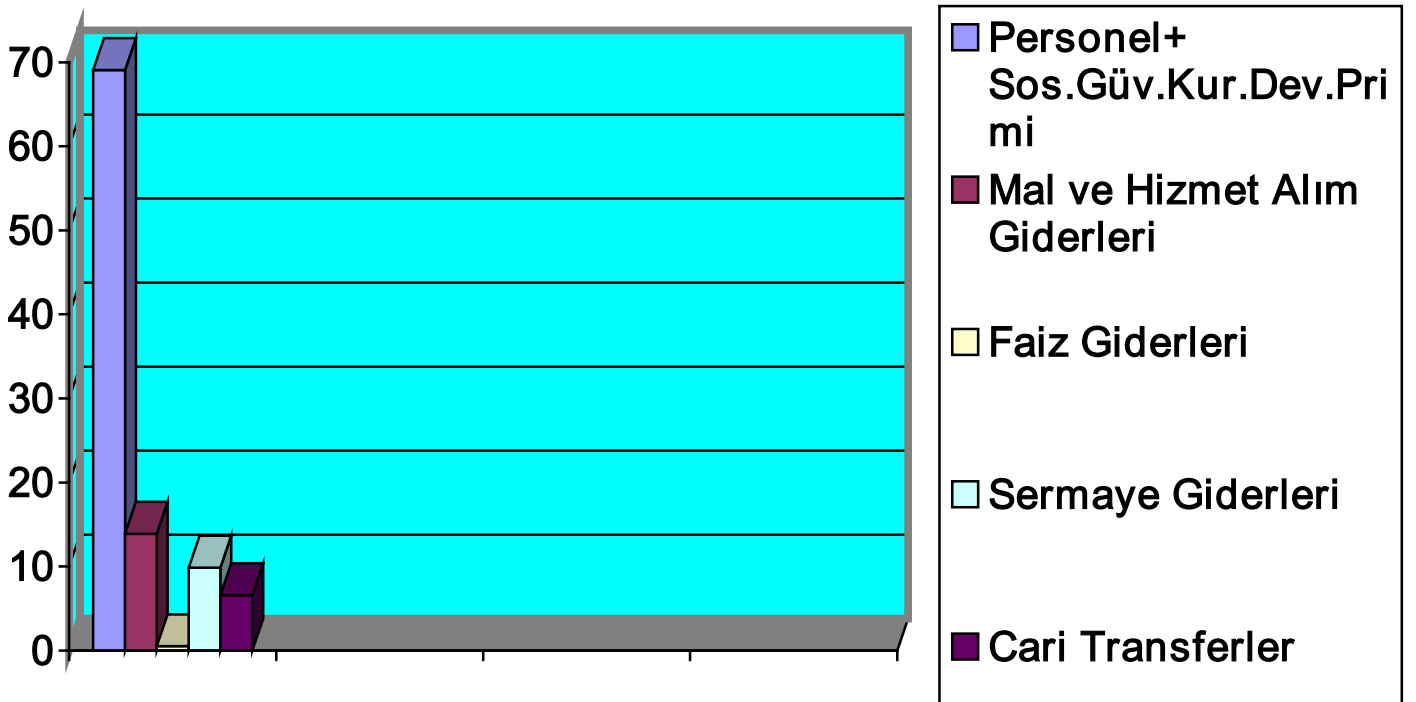 70
60
50
40
30
20
10
0
Personel+
Sos.Güv.Kur.Dev.Pri
mi
Mal ve Hizmet Alım
Giderleri
Faiz Giderleri
Sermaye Giderleri
Cari Transferler